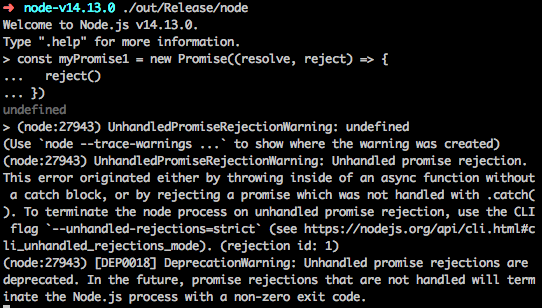 ➜ node-v14.13.0 ./out/Release/node
Welcome to Node.js v14.13.0.
Type ".help" for more information.
> const myPromise1 = new Promise((resolve, reject) => {
...   reject()
... })
undefined
> (node:27943) UnhandledPromiseRejectionWarning: undefined
(Use `node --trace-warnings ...` to show where the warning was created)
(node:27943) UnhandledPromiseRejectionWarning: Unhandled promise rejection.
This error originated either by throwing inside of an async function without
 a catch block, or by rejecting a promise which was not handled with .catch(
). To terminate the node process on unhandled promise rejection, use the CLI
 flag `--unhandled-rejections=strict` (see https://nodejs.org/api/cli.html#c
li_unhandled_rejections_mode). (rejection id: 1)
(node:27943) [DEP0018] DeprecationWarning: Unhandled promise rejections are
deprecated. In the future, promise rejections that are not handled will term
inate the Node.js process with a non-zero exit code.